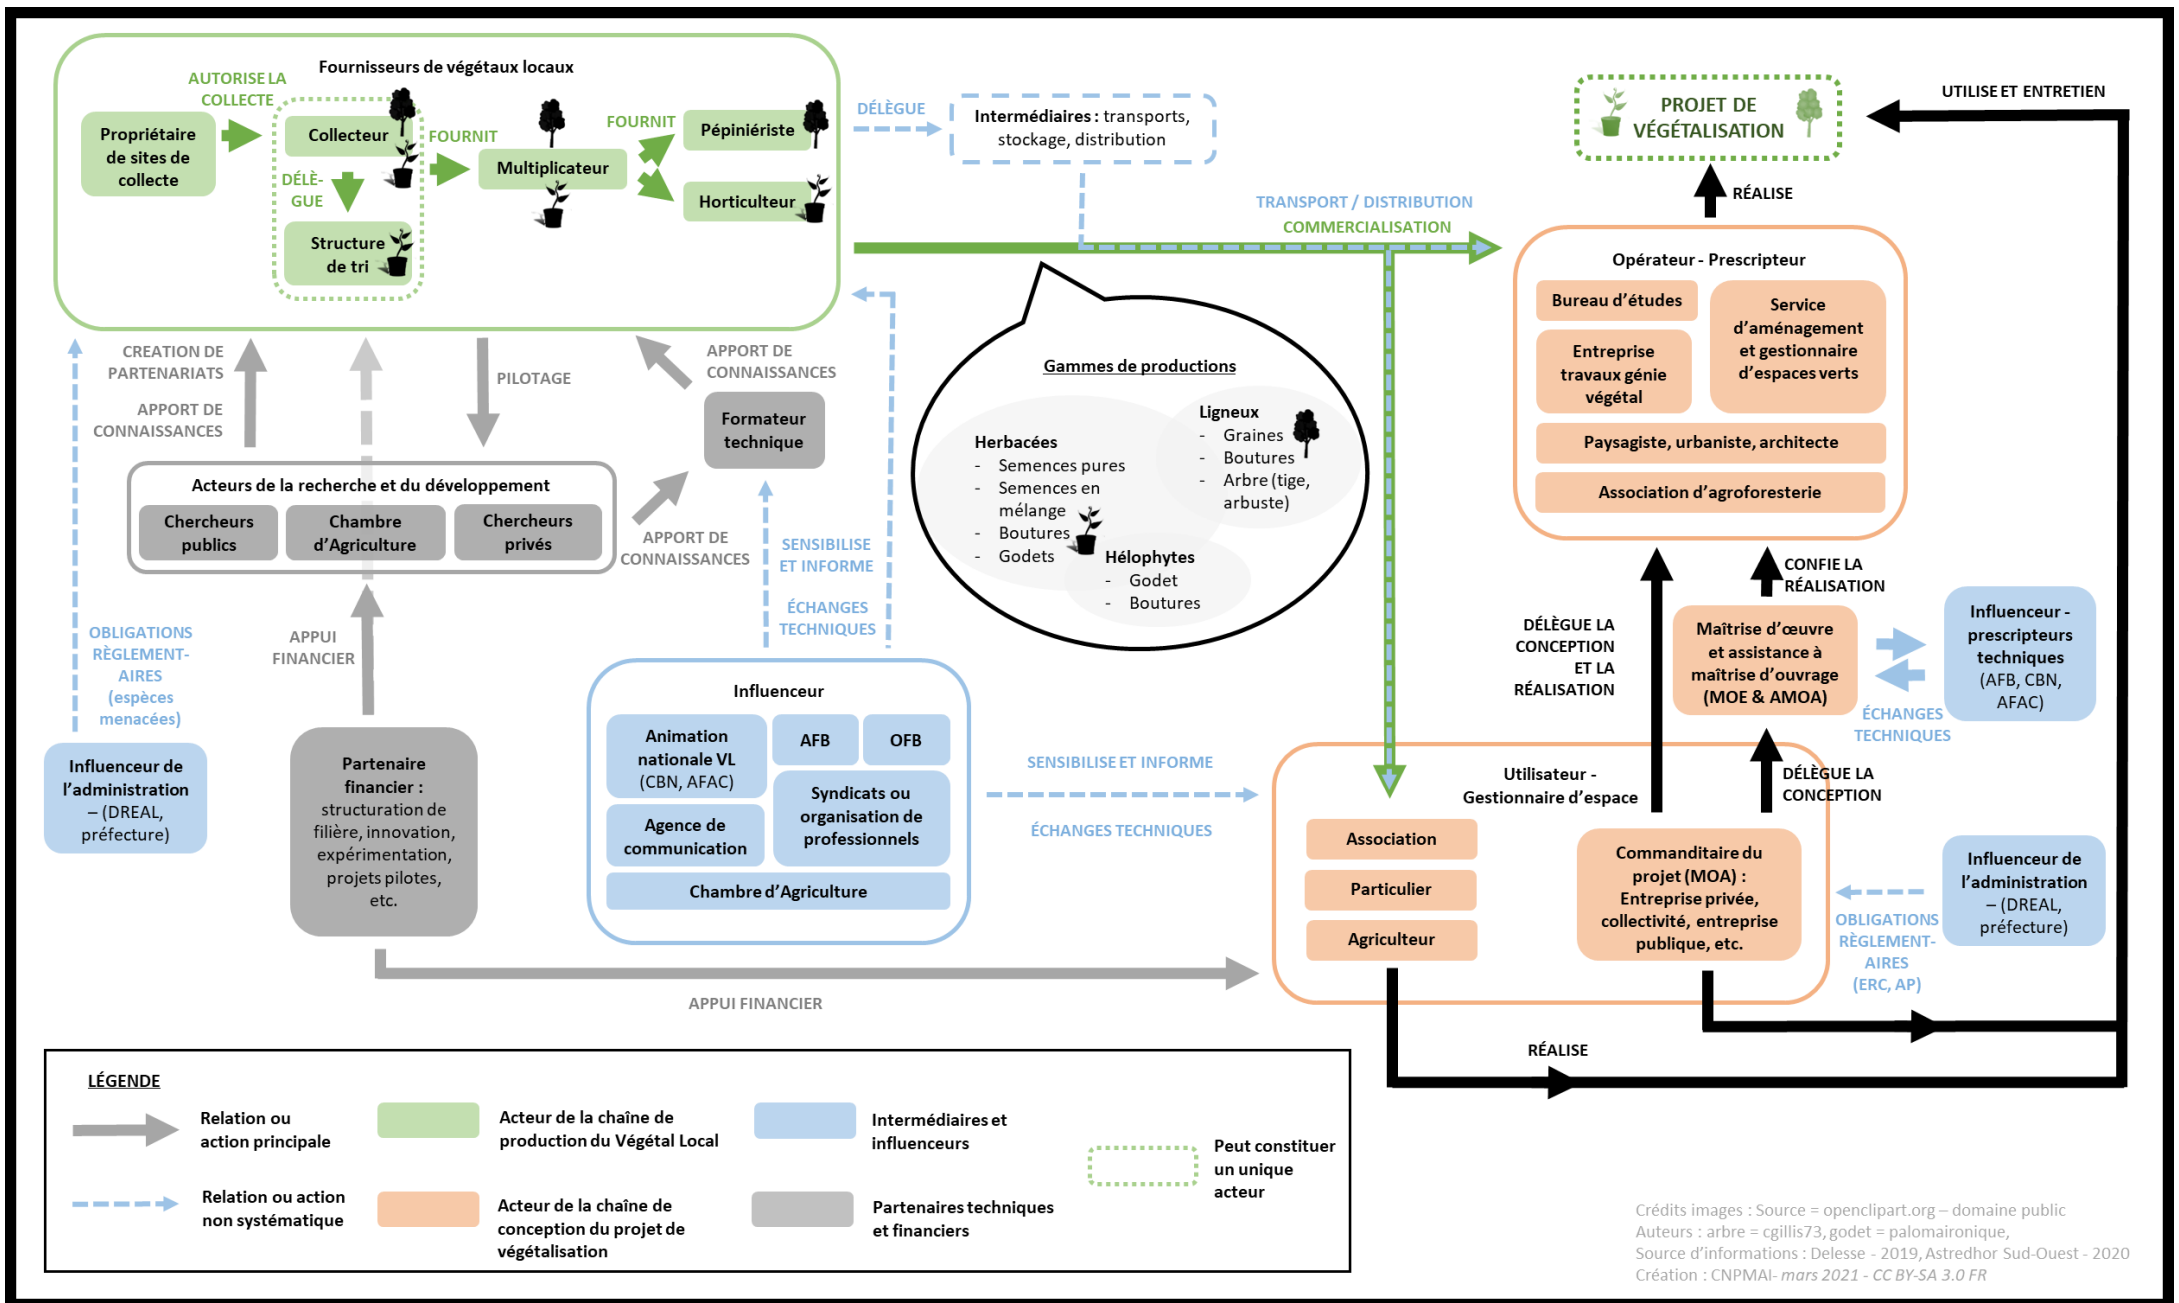 Fournisseurs de végétaux locaux
AUTORISE LA
COLLECTE
Propriétaire
de sites de
collecte
Collecteur
DÉLÈ-
GUE
Structure
de tri
FOURNIT
Multiplicateur
FOURNIT
Pépiniériste
Horticulteur
DÉLÈGUE
Intermédiaires : transports,
stockage, distribution
TRANSPORT / DISTRIBUTION
COMMERCIALISATION
PROJET DE
VÉGÉTALISATION
UTILISE ET ENTRETIEN
RÉALISE
Opérateur - Prescripteur
Bureau d'études
Service
d'aménagement
et gestionnaire
d'espaces verts
Entreprise
travaux génie
végétal
Paysagiste, urbaniste, architecte
Association d'agroforesterie
CREATION DE
PARTENARIATS
APPORT DE
CONNAISSANCES
PILOTAGE
APPORT DE
CONNAISSANCES
Formateur
technique
Acteurs de la recherche et du développement
Chercheurs
publics
Chambre
d'Agriculture
Chercheurs
privés
APPORT DE
CONNAISSANCES
SENSIBILISE
ET INFORME
ÉCHANGES
TECHNIQUES
Gammes de productions
Herbacées
- Semences pures
- Semences en
mélange
- Boutures
- Godets
Ligneux
- Graines
- Boutures
- Arbre (tige,
arbuste)
Hélophytes
- Godet
- Boutures
OBLIGATIONS
RÈGLEMENT-
AIRES
(espèces
menacées)
APPUI
FINANCIER
Influenceur de
l'administration
– (DREAL,
préfecture)
Partenaire
financier :
structuration de
filière, innovation,
expérimentation,
projets pilotes,
etc.
Influenceur
Animation
nationale VL
(CBN, AFAC)
AFB
OFB
Agence de
communication
Syndicats ou
organisation de
professionnels
Chambre d'Agriculture
SENSIBILISE ET INFORME
ÉCHANGES TECHNIQUES
APPUI FINANCIER
DÉLÈGUE LA
CONCEPTION
ET LA
RÉALISATION
CONFIE LA
RÉALISATION
Maîtrise d'œuvre
et assistance à
maîtrise d'ouvrage
(MOE & AMOA)
Influenceur -
prescripteurs
techniques
(AFB, CBN,
AFAC)
ÉCHANGES
TECHNIQUES
DÉLÈGUE LA
CONCEPTION
Utilisateur -
Gestionnaire d'espace
Association
Particulier
Agriculteur
Commanditaire du
projet (MOA) :
Entreprise privée,
collectivité, entreprise
publique, etc.
Influenceur de
l'administration
– (DREAL,
préfecture)
OBLIGATIONS
RÈGLEMENT-
AIRES
(ERC, AP)
RÉALISE
LÉGENDE
Relation ou
action principale
Relation ou action
non systématique
Acteur de la chaîne de
production du Végétal Local
Acteur de la chaîne de
conception du projet de
végétalisation
Intermédiaires et
influenceurs
Partenaires techniques
et financiers
Peut constituer
un unique
acteur
Crédits images : Source = openclipart.org – domaine public
Auteurs : arbre = cgillis73, godet = palomaironique,
Source d'informations : Delesse - 2019, Astredhor Sud-Ouest - 2020
Création : CNPMAI- mars 2021 - CC BY-SA 3.0 FR